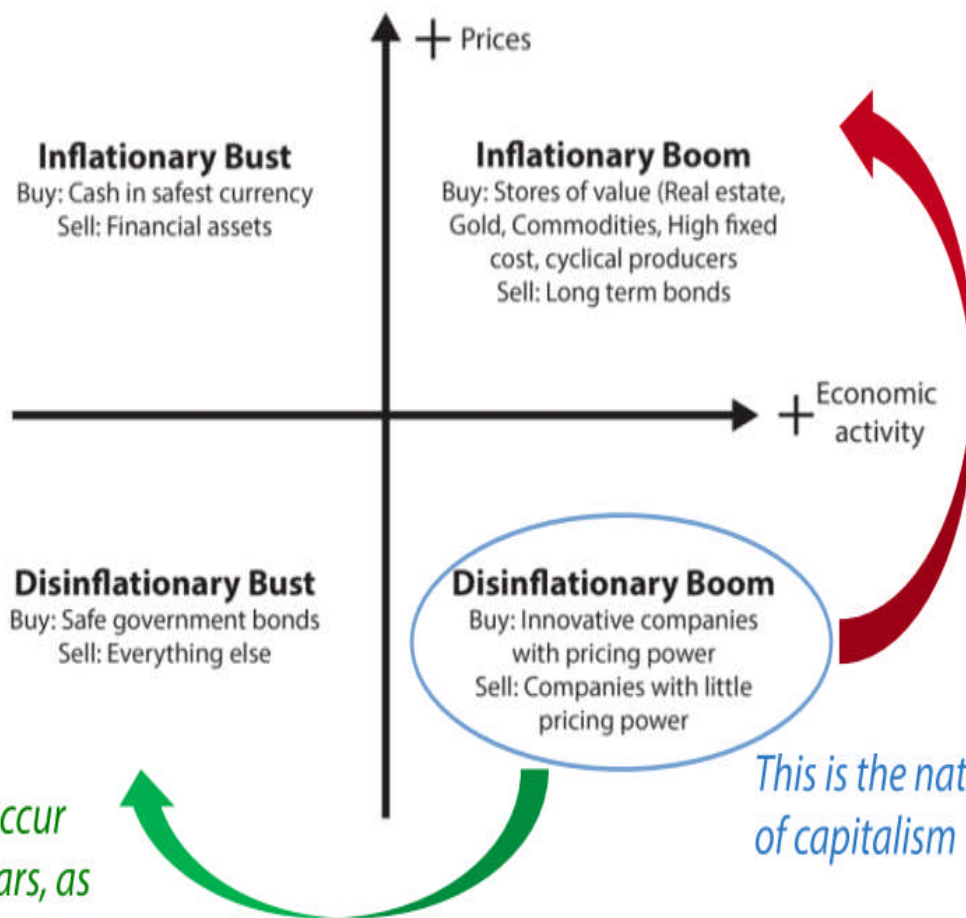 + Prices
Inflationary Bust
Buy: Cash in safest currency
Sell: Financial assets
Inflationary Boom
Buy: Stores of value (Real estate,
Gold, Commodities, High fixed
cost, cyclical producers
Sell: Long term bonds
+ Economic
activity
Disinflationary Bust
Buy: Safe government bonds
Sell: Everything else
Disinflationary Boom
Buy: Innovative companies
with pricing power
Sell: Companies with little
pricing power
This is the
of capitalism
as